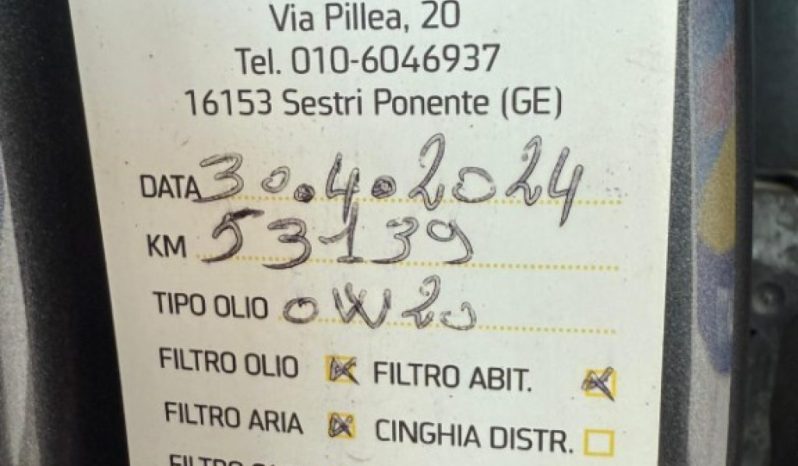 Via Pillea, 20
Tel. 010-6046937
16153 Sestri Ponente (GE)
DATA 30.4.2024
KM 53139
TIPO OLIO 0W20
FILTRO OLIO FILTRO ABIT.
FILTRO ARIA CINGHIA DISTR.
FILTRO